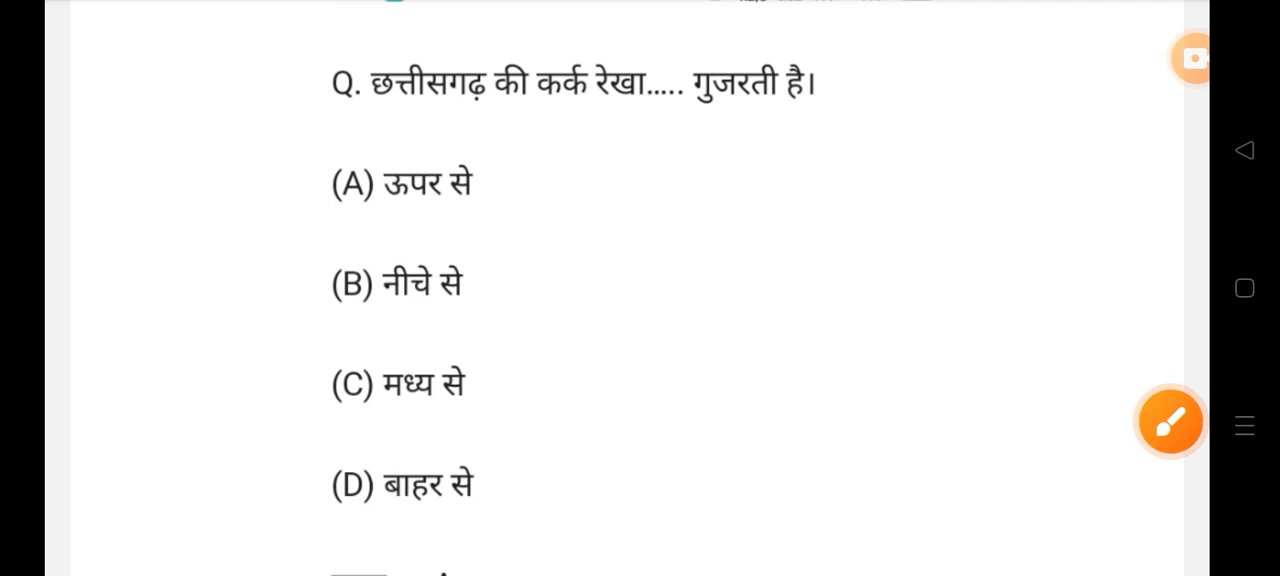 Q. छत्तीसगढ़ की कर्क रेखा..... गुजरती है।
(A) ऊपर से
(B) नीचे से
(C) मध्य से
(D) बाहर से